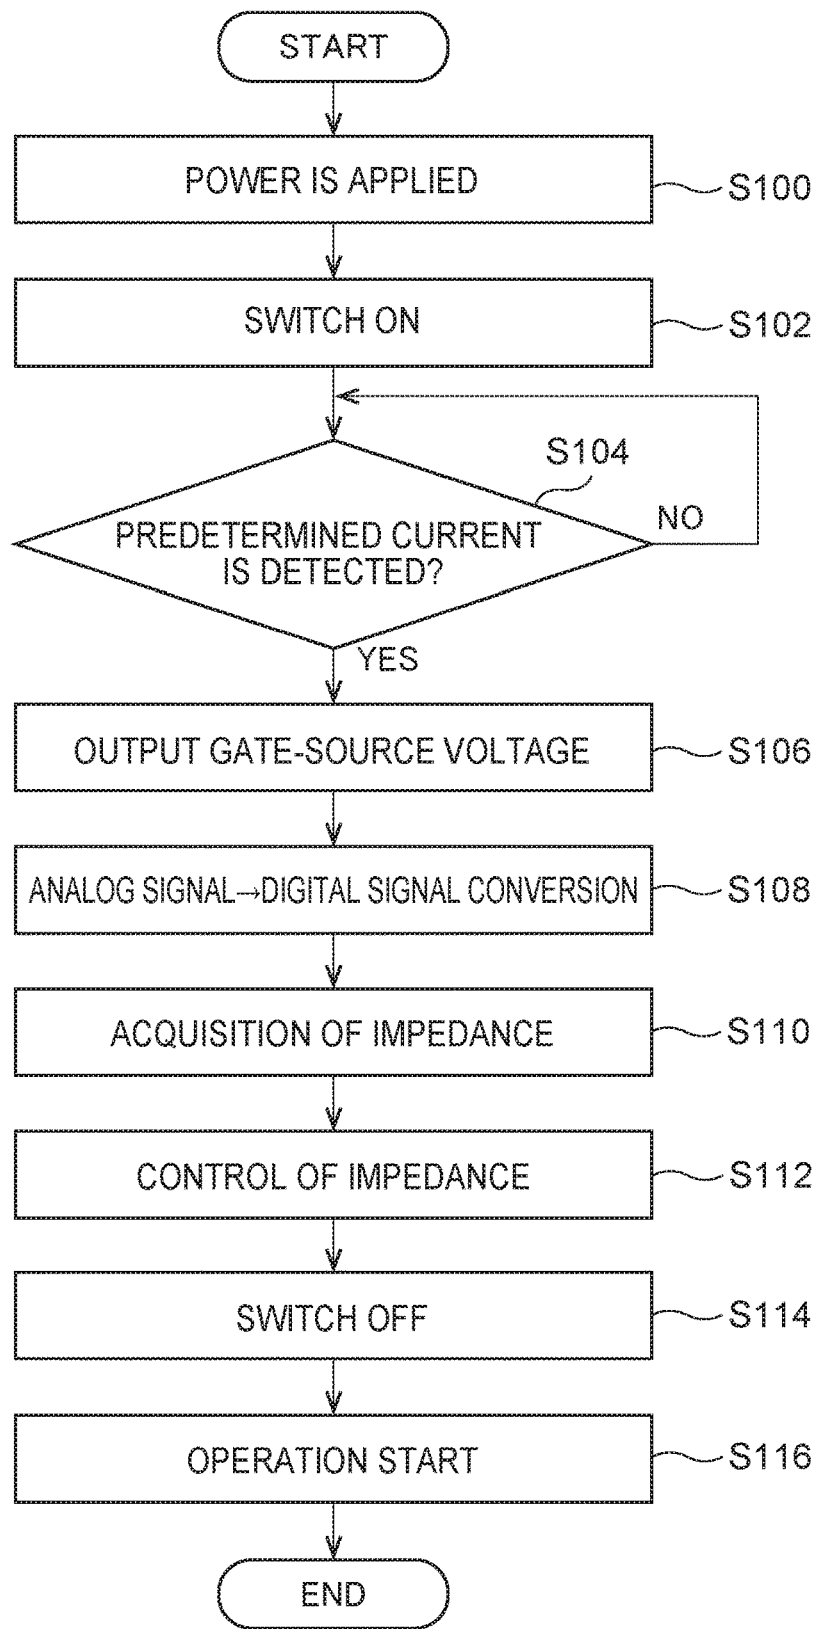 START
POWER IS APPLIED
S100
SWITCH ON
S102
S104
PREDETERMINED CURRENT
IS DETECTED?
NO
YES
OUTPUT GATE-SOURCE VOLTAGE
S106
ANALOG SIGNAL→DIGITAL SIGNAL CONVERSION
S108
ACQUISITION OF IMPEDANCE
S110
CONTROL OF IMPEDANCE
S112
SWITCH OFF
S114
OPERATION START
S116
END